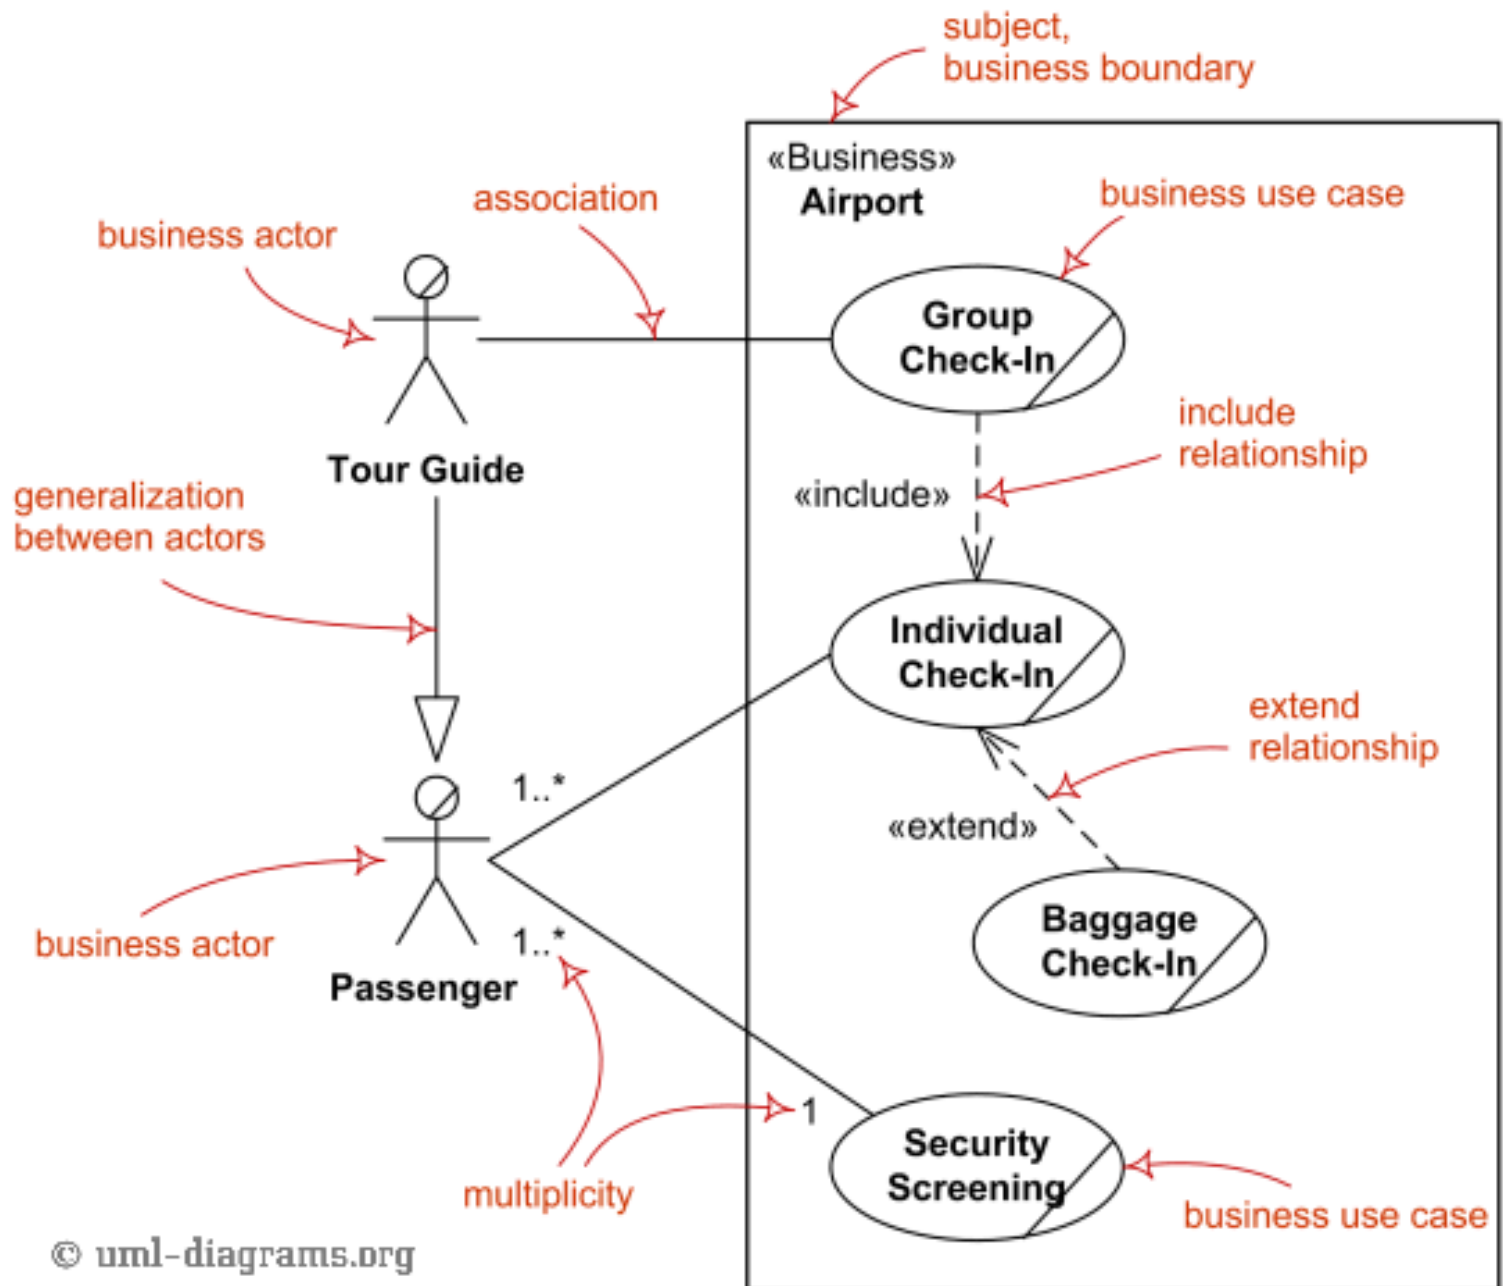 subject,
business boundary
«Business»
Airport
business use case
association
business actor
Group
Check-In
include
relationship
«include»
Tour Guide
generalization
between actors
Individual
Check-In
extend
relationship
1..*
«extend»
business actor
1..*
Passenger
Baggage
Check-In
1
multiplicity
Security
Screening
business use case
© uml-diagrams.org